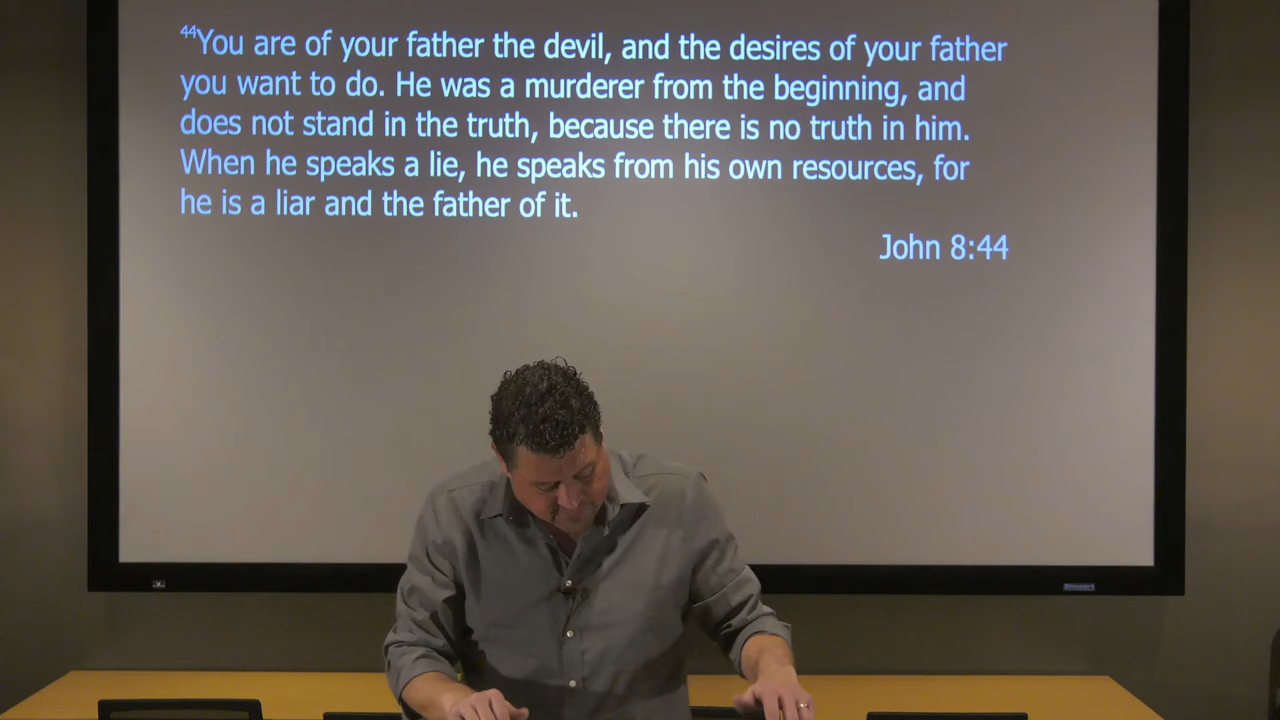 44You are of your father the devil, and the desires of your father
you want to do. He was a murderer from the beginning, and
does not stand in the truth, because there is no truth in him.
When he speaks a lie, he speaks from his own resources, for
he is a liar and the father of it.
John 8:44